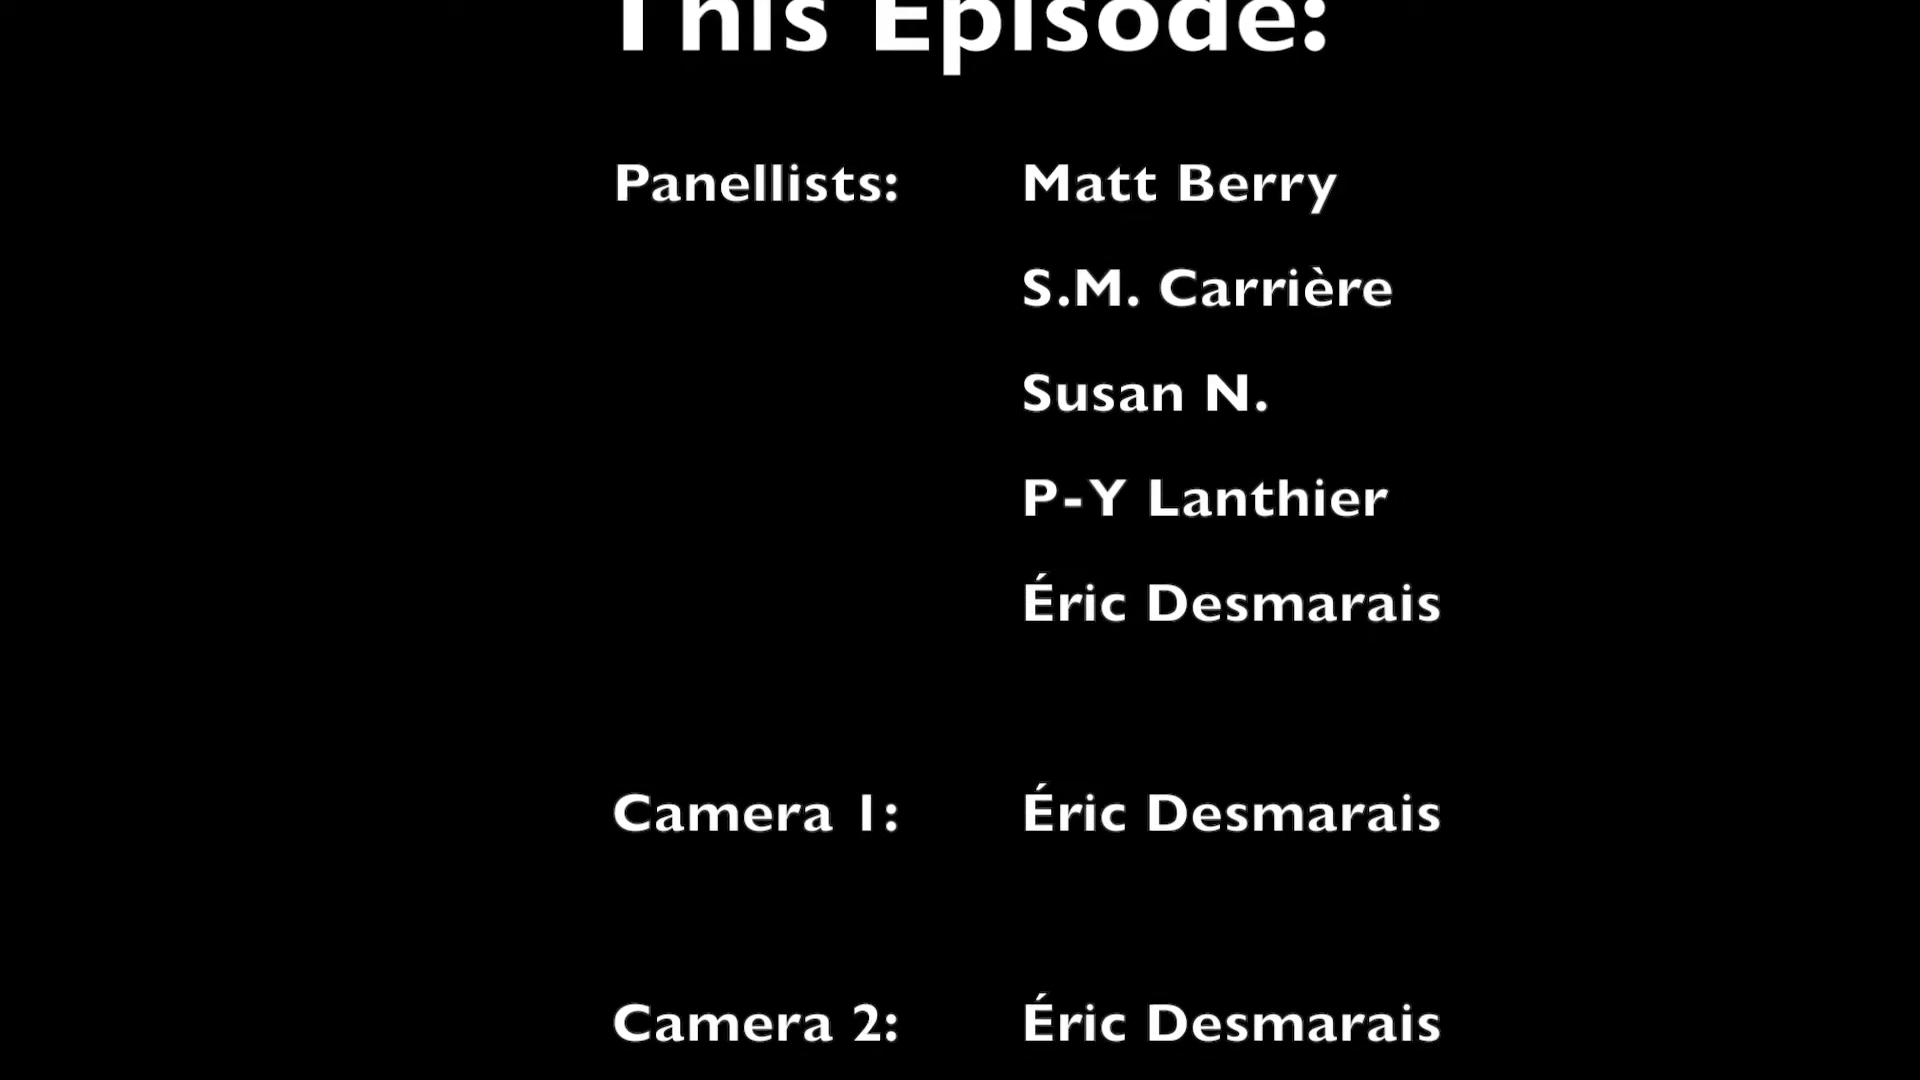 This Episode:
Panellists: Matt Berry
S.M. Carrière
Susan N.
P-Y Lanthier
Éric Desmarais
Camera 1: Éric Desmarais
Camera 2: Éric Desmarais